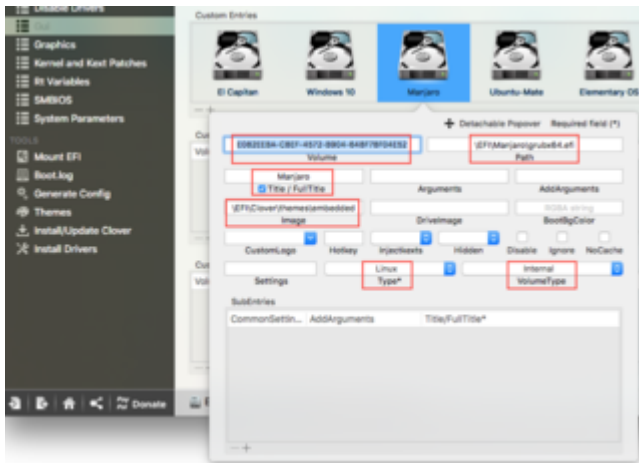 Disable Drivers
Gui
Graphics
Kernel and Kext Patches
Rt Variables
SMBIOS
System Parameters
TOOLS
Mount EFI
Boot.log
Generate Config
Themes
Install/Update Clover
Install Drivers
Donate
Custom Entries
El Capitan
Windows 10
Manjaro
Ubuntu-Mate
Elementary OS
Detachable Popover Required field (*)
Volume
\EFI\Manjaro\grubx64.efi
Path
Manjaro
Title / FullTitle
Arguments
AddArguments
\EFI\Clover\themes\embedded
Image
DriveImage
RGBA string
BootBgColor
CustomLogo
Hotkey
InjectKexts
Hidden
Disable
Ignore
NoCache
Settings
Linux
Type*
Internal
VolumeType
SubEntries
CommonSettin... AddArguments Title/FullTitle*